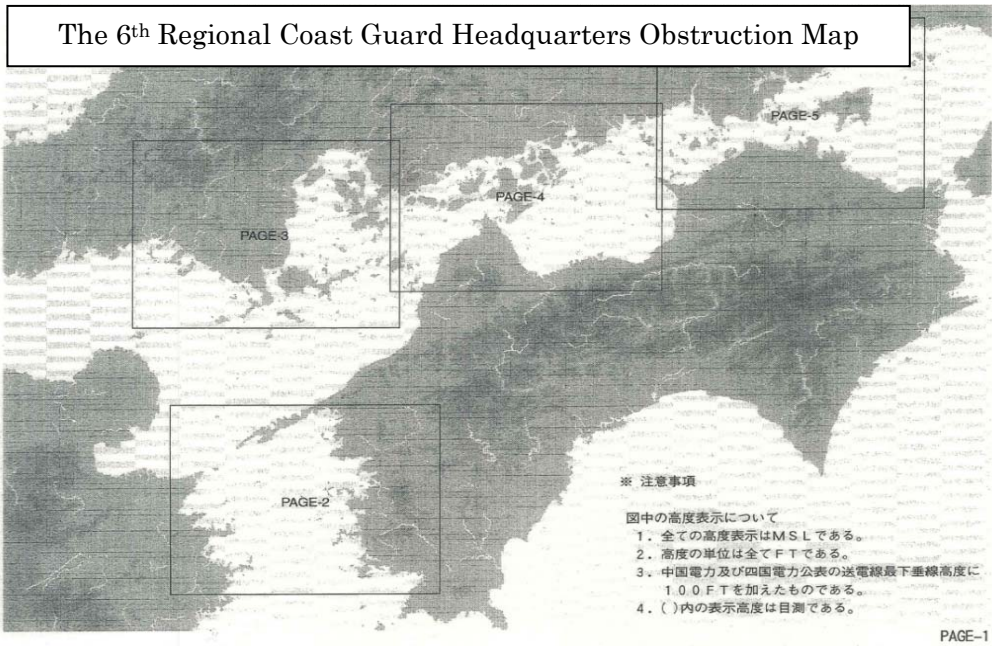 The 6th Regional Coast Guard Headquarters Obstruction Map
PAGE-5
PAGE-4
PAGE-3
PAGE-2
※ 注意事項
図中の高度表示について
1．全ての高度表示はMSLである。
2．高度の単位は全てFTである。
3．中国電力及び四国電力公表の送電線最下垂線高度に
100FTを加えたものである。
4．( )内の表示高度は目測である。
PAGE-1